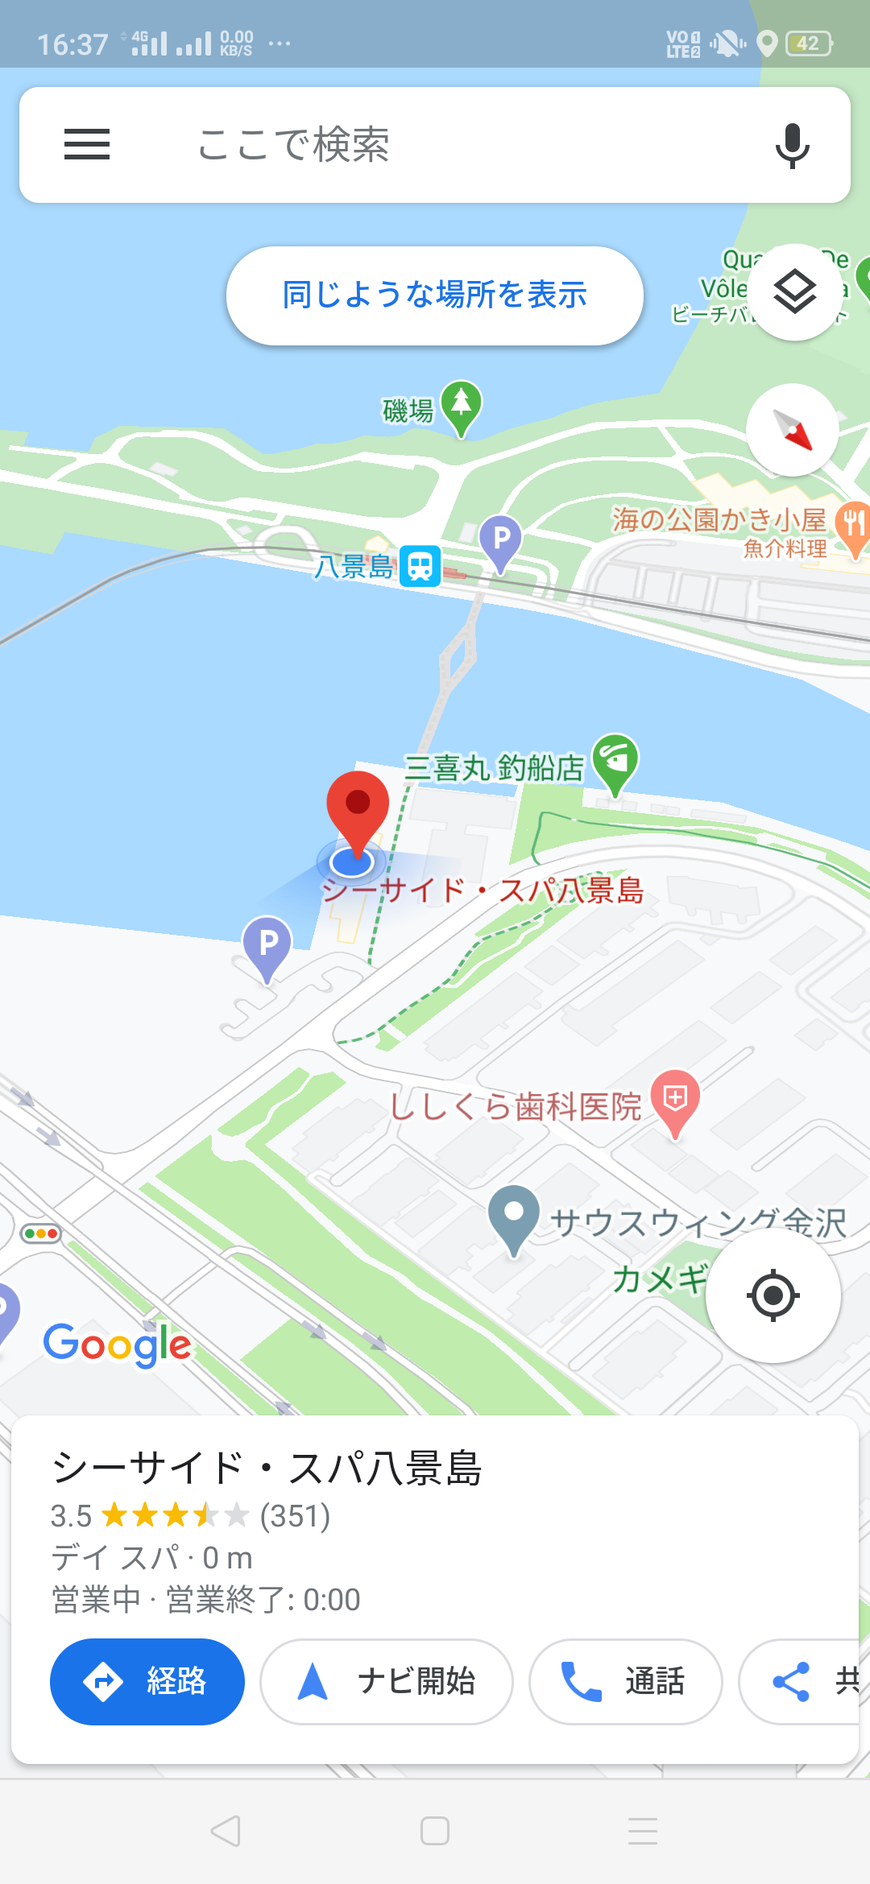 16:37 4G 0.00 KB/S ... VO 1 LTE 2 42
ここで検索
同じような場所を表示
Qua De
Vôle a
ビーチバ ト
磯場
海の公園かき小屋
魚介料理
P
八景島
三喜丸 釣船店
シーサイド・スパ八景島
P
ししくら歯科医院
サウスウィング金沢
カメギ
Google
シーサイド・スパ八景島
3.5 (351)
デイ スパ · 0 m
営業中 · 営業終了: 0:00
経路 ナビ開始 通話 共